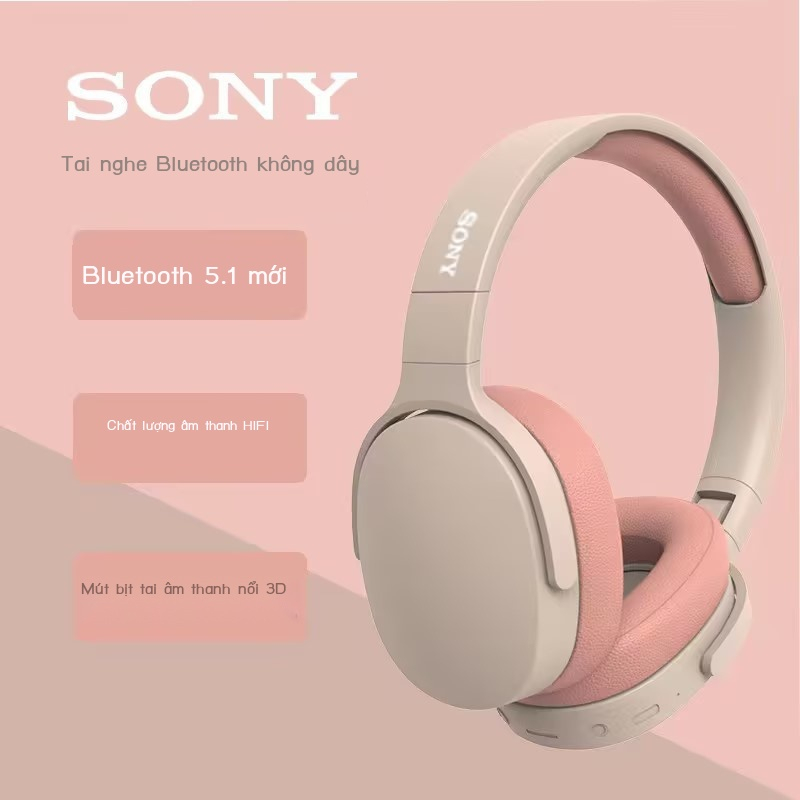 SONY
Tai nghe Bluetooth không dây
SONY
Bluetooth 5.1 mới
Chất lượng âm thanh HIFI
Mút bịt tai âm thanh nổi 3D